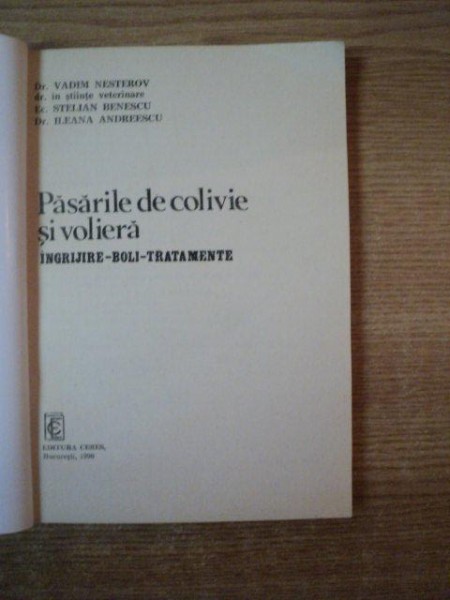 Dr. VADIM NESTEROV
dr. în științe veterinare
Ec. STELIAN BENESCU
Dr. ILEANA ANDREESCU
Păsările de colivie
și volieră
ÎNGRIJIRE-BOLI-TRATAMENTE
EDITURA CERES,
București,